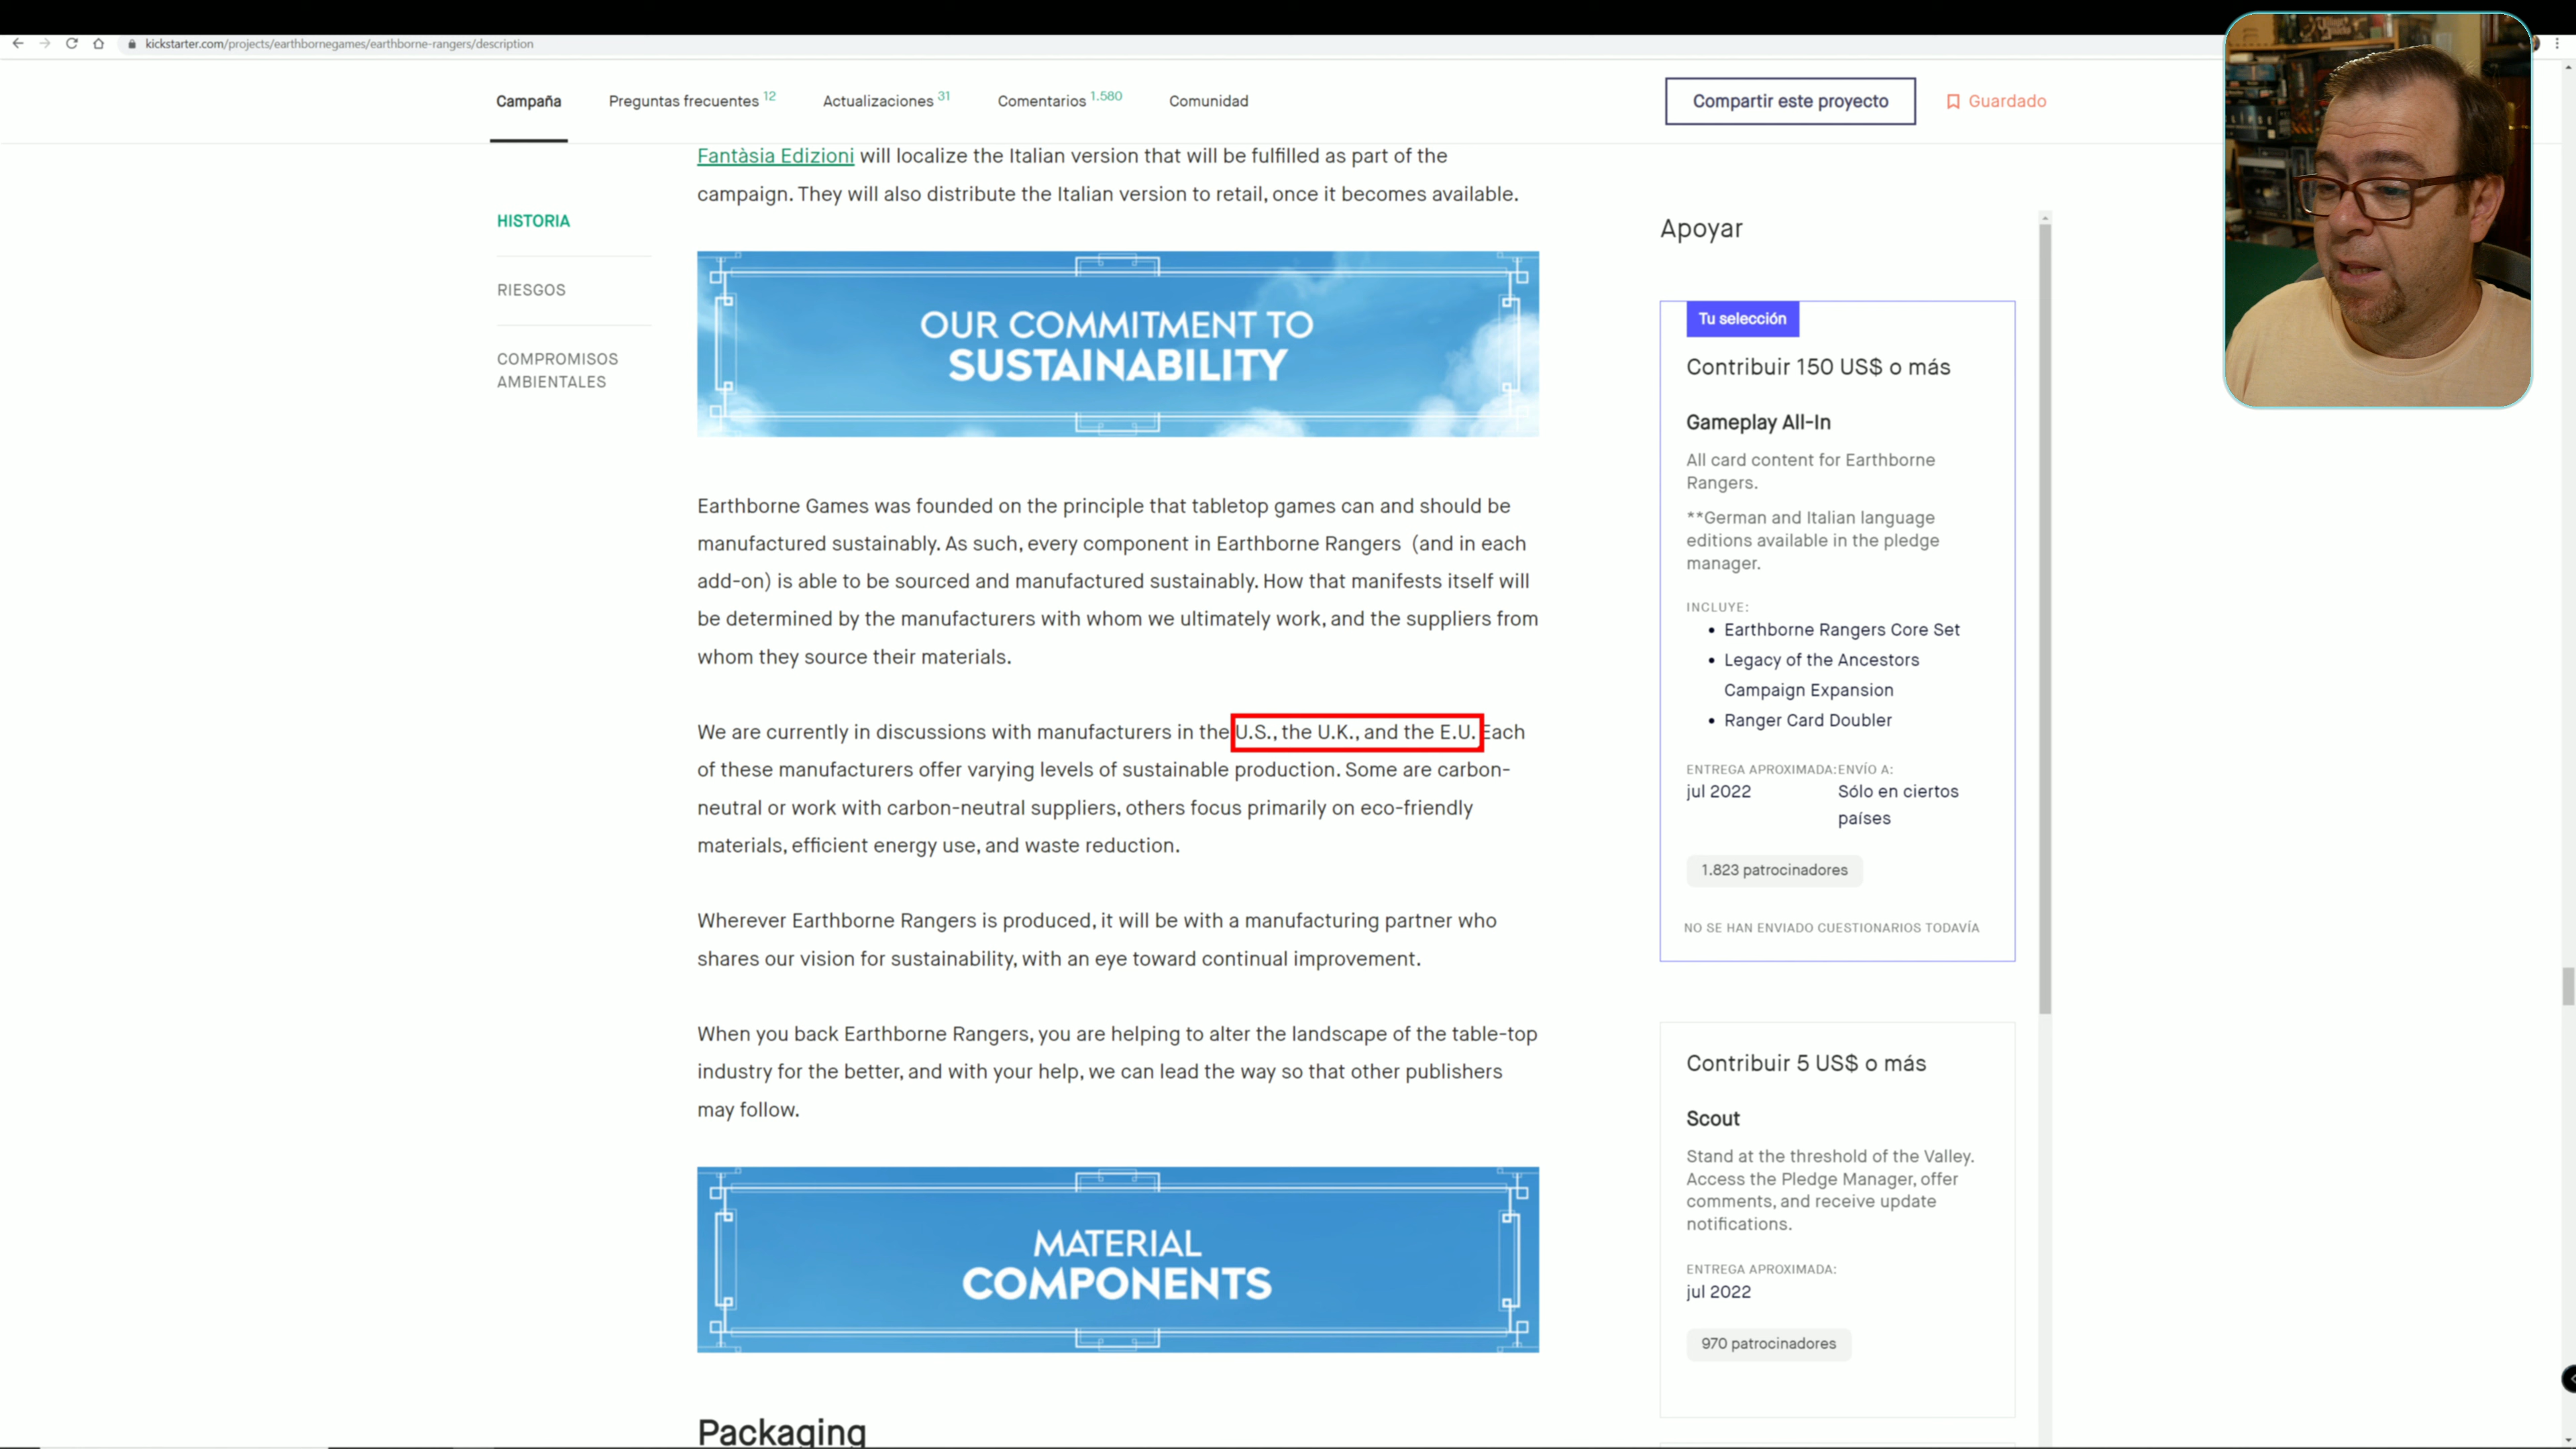 kickstarter.com/projects/earthbornegames/earthborne-rangers/description
Campaña
Preguntas frecuentes 12
Actualizaciones 31
Comentarios 1.580
Comunidad
Compartir este proyecto
Guardado
HISTORIA
RIESGOS
COMPROMISOS
AMBIENTALES
Fantàsia Edizioni will localize the Italian version that will be fulfilled as part of the
campaign. They will also distribute the Italian version to retail, once it becomes available.
OUR COMMITMENT TO
SUSTAINABILITY
Earthborne Games was founded on the principle that tabletop games can and should be
manufactured sustainably. As such, every component in Earthborne Rangers (and in each
add-on) is able to be sourced and manufactured sustainably. How that manifests itself will
be determined by the manufacturers with whom we ultimately work, and the suppliers from
whom they source their materials.
We are currently in discussions with manufacturers in the U.S., the U.K., and the E.U. Each
of these manufacturers offer varying levels of sustainable production. Some are carbon-
neutral or work with carbon-neutral suppliers, others focus primarily on eco-friendly
materials, efficient energy use, and waste reduction.
Wherever Earthborne Rangers is produced, it will be with a manufacturing partner who
shares our vision for sustainability, with an eye toward continual improvement.
When you back Earthborne Rangers, you are helping to alter the landscape of the table-top
industry for the better, and with your help, we can lead the way so that other publishers
may follow.
MATERIAL
COMPONENTS
Packaging
Apoyar
Tu selección
Contribuir 150 US$ o más
Gameplay All-In
All card content for Earthborne
Rangers.
**German and Italian language
editions available in the pledge
manager.
INCLUYE:
• Earthborne Rangers Core Set
• Legacy of the Ancestors
Campaign Expansion
• Ranger Card Doubler
ENTREGA APROXIMADA: ENVÍO A:
jul 2022 Sólo en ciertos
países
1.823 patrocinadores
NO SE HAN ENVIADO CUESTIONARIOS TODAVÍA
Contribuir 5 US$ o más
Scout
Stand at the threshold of the Valley.
Access the Pledge Manager, offer
comments, and receive update
notifications.
ENTREGA APROXIMADA:
jul 2022
970 patrocinadores